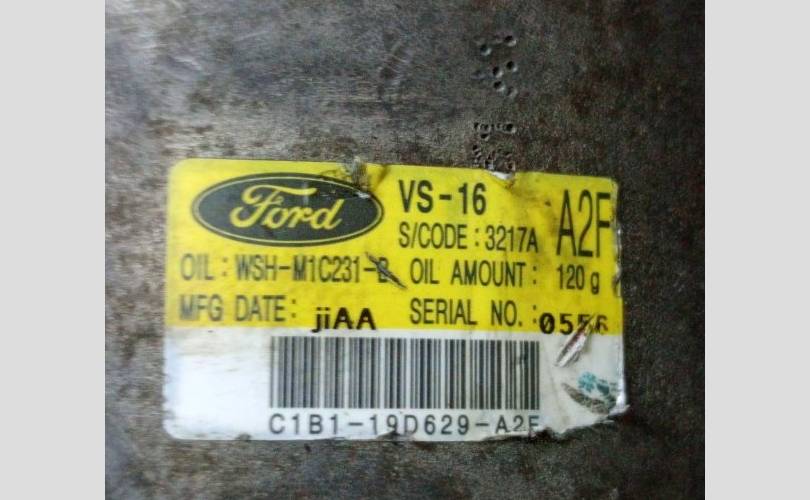 Ford VS-16 A2F
S/CODE : 3217A
OIL : WSH-M1C231-B OIL AMOUNT : 120 g
MFG DATE : jiAA SERIAL NO. : 0556
C1B1-19D629-A2F